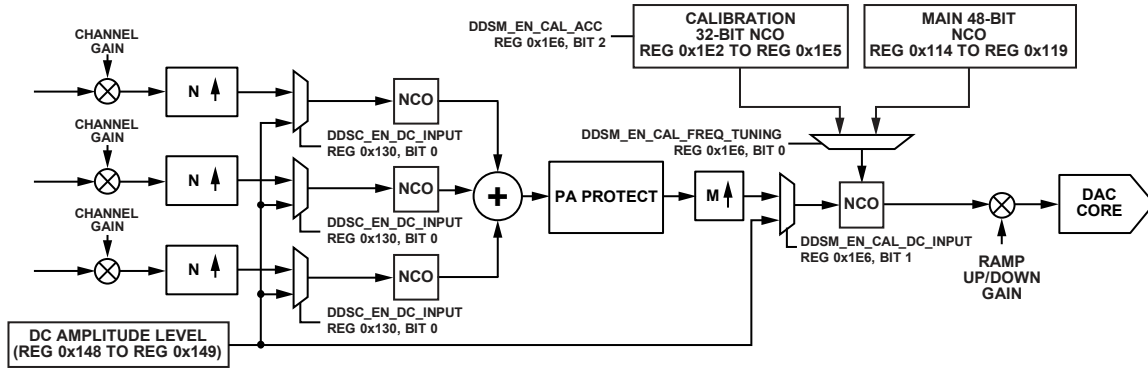 CHANNEL
GAIN
N
DDSC_EN_DC_INPUT
REG 0x130, BIT 0
NCO
CHANNEL
GAIN
N
DDSC_EN_DC_INPUT
REG 0x130, BIT 0
NCO
CHANNEL
GAIN
N
DDSC_EN_DC_INPUT
REG 0x130, BIT 0
NCO
DC AMPLITUDE LEVEL
(REG 0x148 TO REG 0x149)
+
PA PROTECT
M
DDSM_EN_CAL_ACC
REG 0x1E6, BIT 2
CALIBRATION
32-BIT NCO
REG 0x1E2 TO REG 0x1E5
MAIN 48-BIT
NCO
REG 0x114 TO REG 0x119
DDSM_EN_CAL_FREQ_TUNING
REG 0x1E6, BIT 0
NCO
DDSM_EN_CAL_DC_INPUT
REG 0x1E6, BIT 1
RAMP
UP/DOWN
GAIN
DAC
CORE